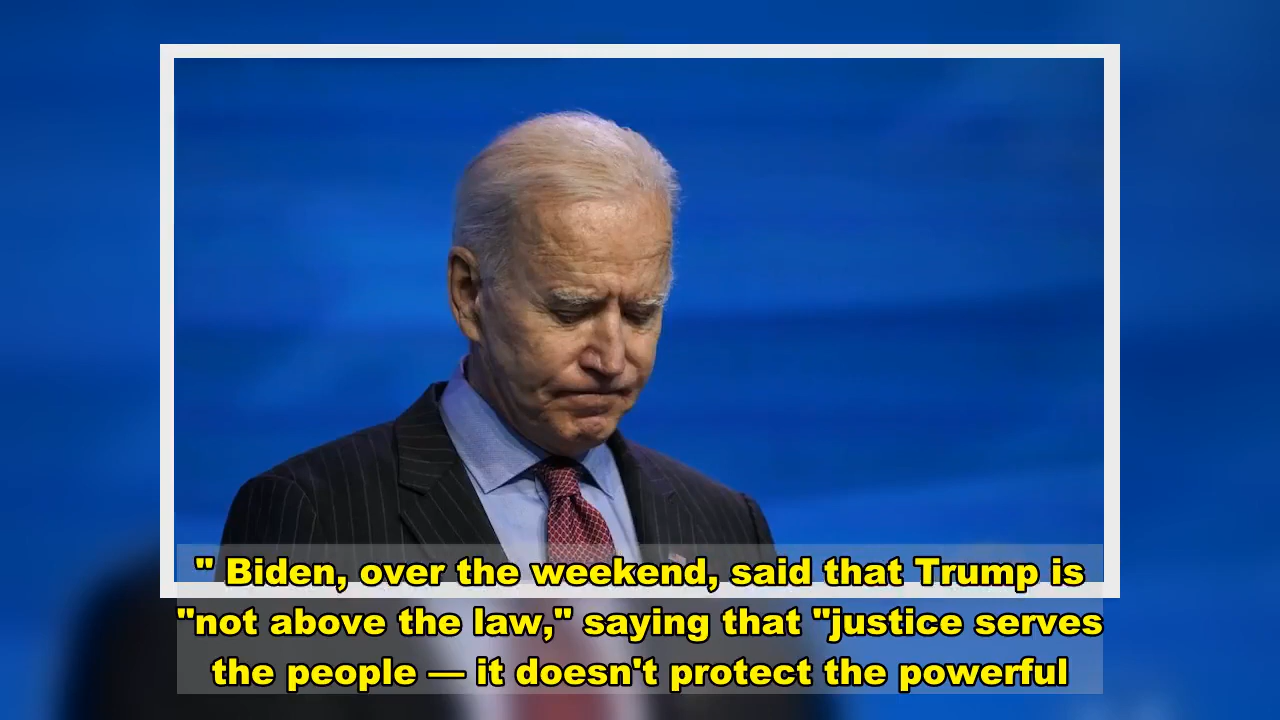 " Biden, over the weekend, said that Trump is
"not above the law," saying that "justice serves
the people — it doesn't protect the powerful